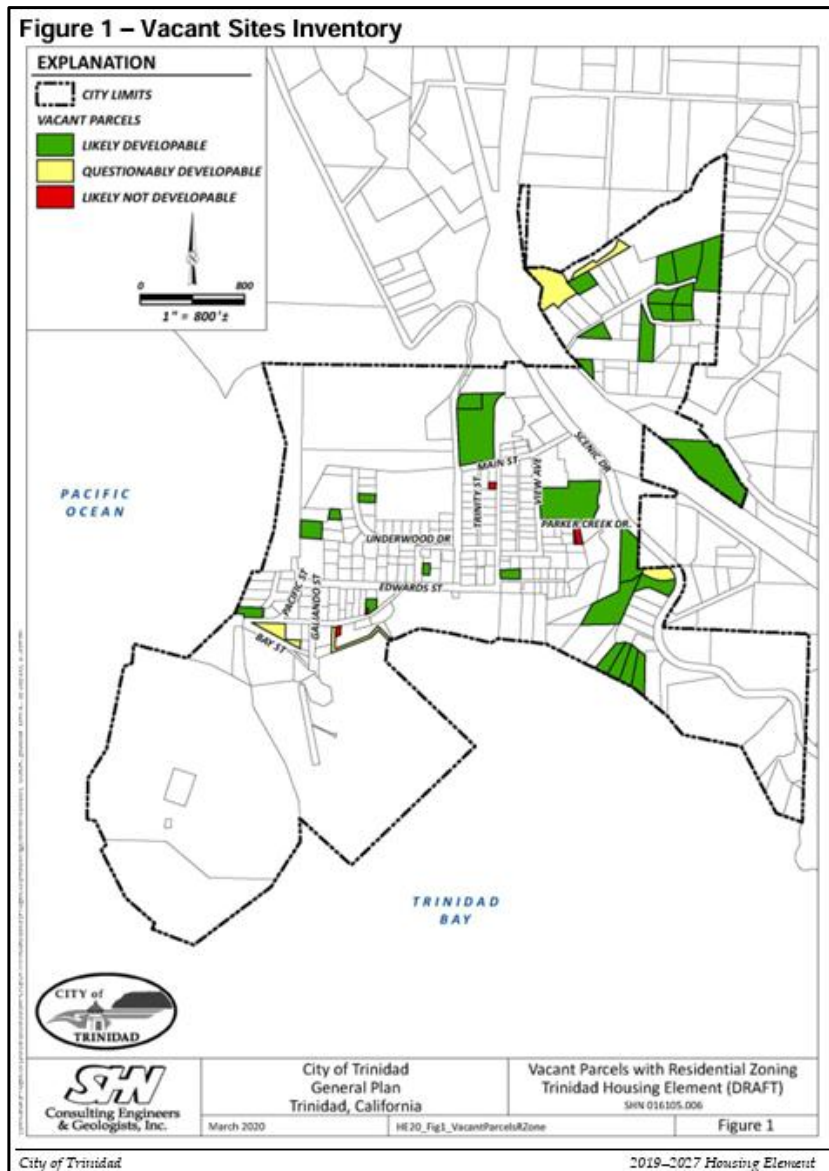 Figure 1 – Vacant Sites Inventory
EXPLANATION
CITY LIMITS
VACANT PARCELS
LIKELY DEVELOPABLE
QUESTIONABLY DEVELOPABLE
LIKELY NOT DEVELOPABLE
N
0 800
1" = 800'±
SCENIC DR.
MAIN ST
PACIFIC
OCEAN
TRINITY ST
VIEW AVE
PARKER CREEK DR.
UNDERWOOD DR
EDWARDS ST
PACIFIC ST
GALIANDO ST
BAY ST
TRINIDAD
BAY
CITY of
TRINIDAD
SHN
Consulting Engineers
& Geologists, Inc.
City of Trinidad
General Plan
Trinidad, California
Vacant Parcels with Residential Zoning
Trinidad Housing Element (DRAFT)
SHN 016105.006
March 2020
HE20_Fig1_VacantParcelsRZone
Figure 1
City of Trinidad
2019–2027 Housing Element